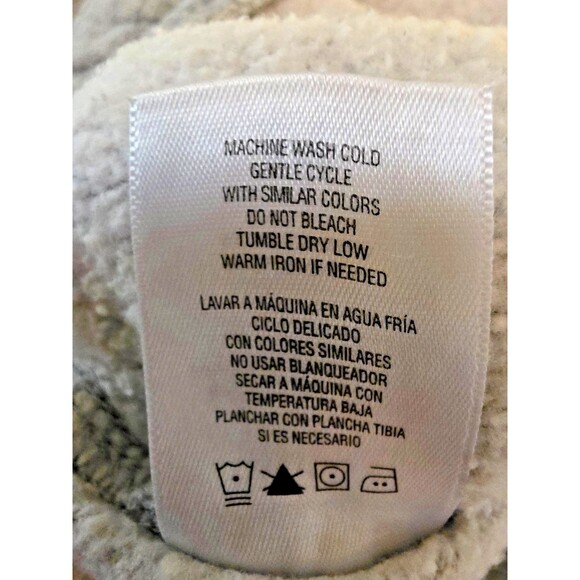 MACHINE WASH COLD
GENTLE CYCLE
WITH SIMILAR COLORS
DO NOT BLEACH
TUMBLE DRY LOW
WARM IRON IF NEEDED
LAVAR A MÁQUINA EN AGUA FRÍA
CICLO DELICADO
CON COLORES SIMILARES
NO USAR BLANQUEADOR
SECAR A MÁQUINA CON
TEMPERATURA BAJA
PLANCHAR CON PLANCHA TIBIA
SI ES NECESARIO